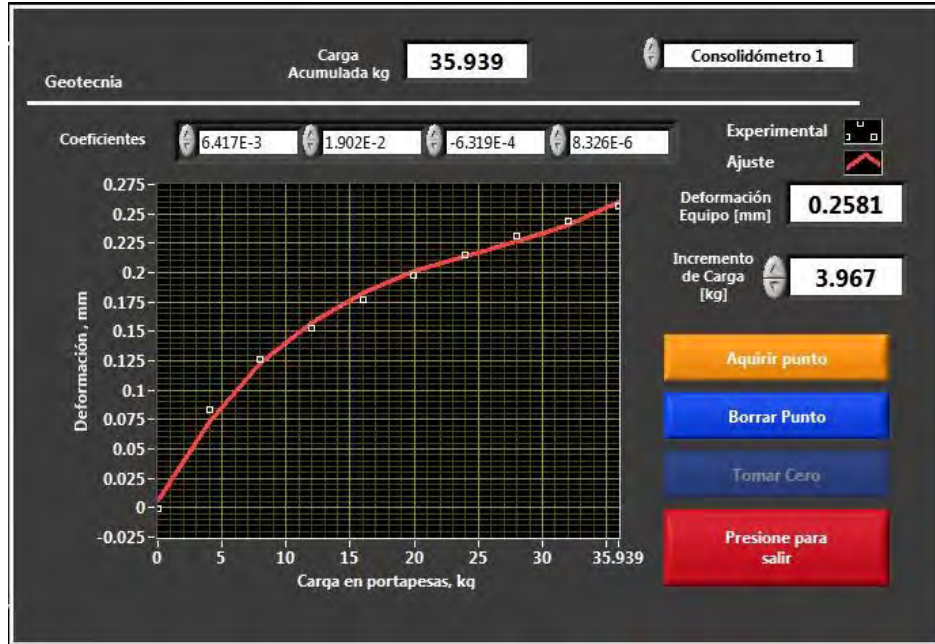 Carga
Acumulada kg
35.939
Consolidómetro 1
Geotecnia
Coeficientes
6.417E-3
1.902E-2
-6.319E-4
8.326E-6
Experimental
Ajuste
Deformación
Equipo [mm]
0.2581
Incremento
de Carga
[kg]
3.967
Aquirir punto
Borrar Punto
Tomar Cero
Presione para
salir
Deformación , mm
0.275
0.25
0.225
0.2
0.175
0.15
0.125
0.1
0.075
0.05
0.025
0
-0.025
0 5 10 15 20 25 30 35.939
Carga en portapesas, kg